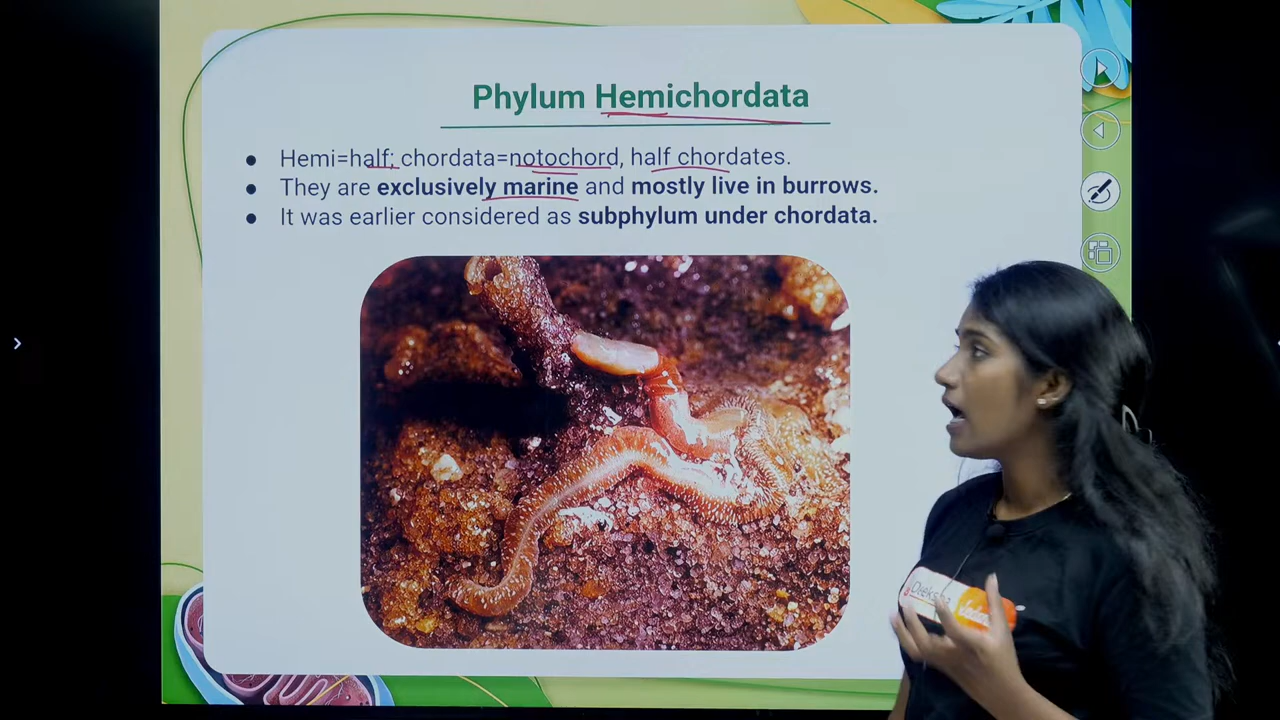 Phylum Hemichordata
● Hemi=half; chordata=notochord, half chordates.
● They are exclusively marine and mostly live in burrows.
● It was earlier considered as subphylum under chordata.